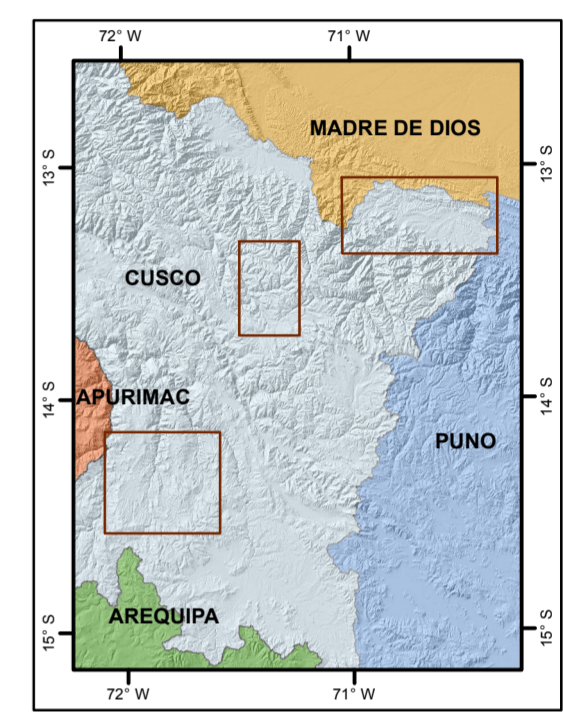 72° W 71° W
MADRE DE DIOS
13° S 13° S
CUSCO
APURIMAC
14° S 14° S
PUNO
AREQUIPA
15° S 15° S
72° W 71° W